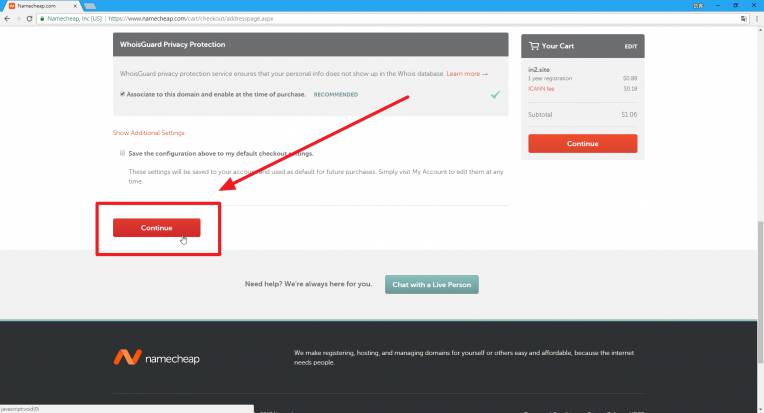 Namecheap.com
Namecheap, Inc [US]
https://www.namecheap.com/cart/checkout/addresspage.aspx
WhoisGuard Privacy Protection
WhoisGuard privacy protection service ensures that your personal info does not show up in the Whois database. Learn more →
Associate to this domain and enable at the time of purchase. RECOMMENDED
Show Additional Settings
Save the configuration above to my default checkout settings.
These settings will be saved to your account and used as default for future purchases. Simply visit My Account to edit them at any
time.
Continue
Your Cart EDIT
in2.site
1 year registration $0.88
ICANN fee $0.18
Subtotal $1.06
Continue
Need help? We're always here for you. Chat with a Live Person
namecheap
We make registering, hosting, and managing domains for yourself or others easy and affordable, because the internet
needs people.
javascript:void(0)